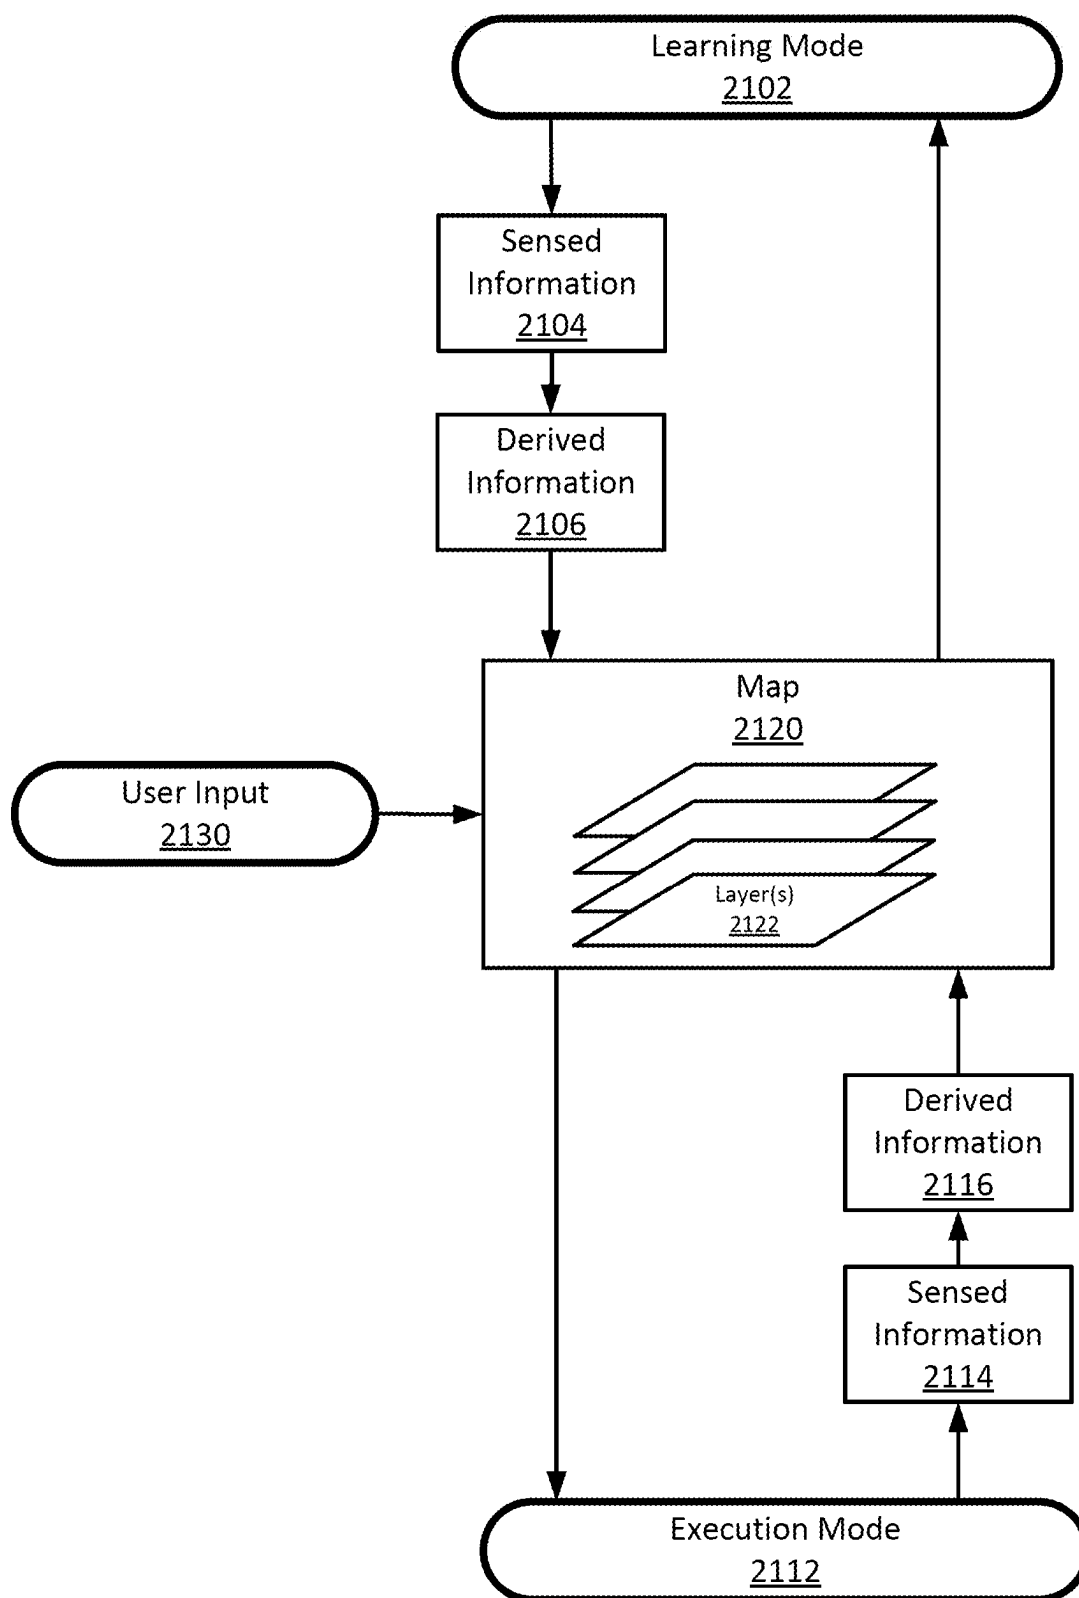 Learning Mode
2102
Sensed
Information
2104
Derived
Information
2106
Map
2120
User Input
2130
Layer(s)
2122
Derived
Information
2116
Sensed
Information
2114
Execution Mode
2112